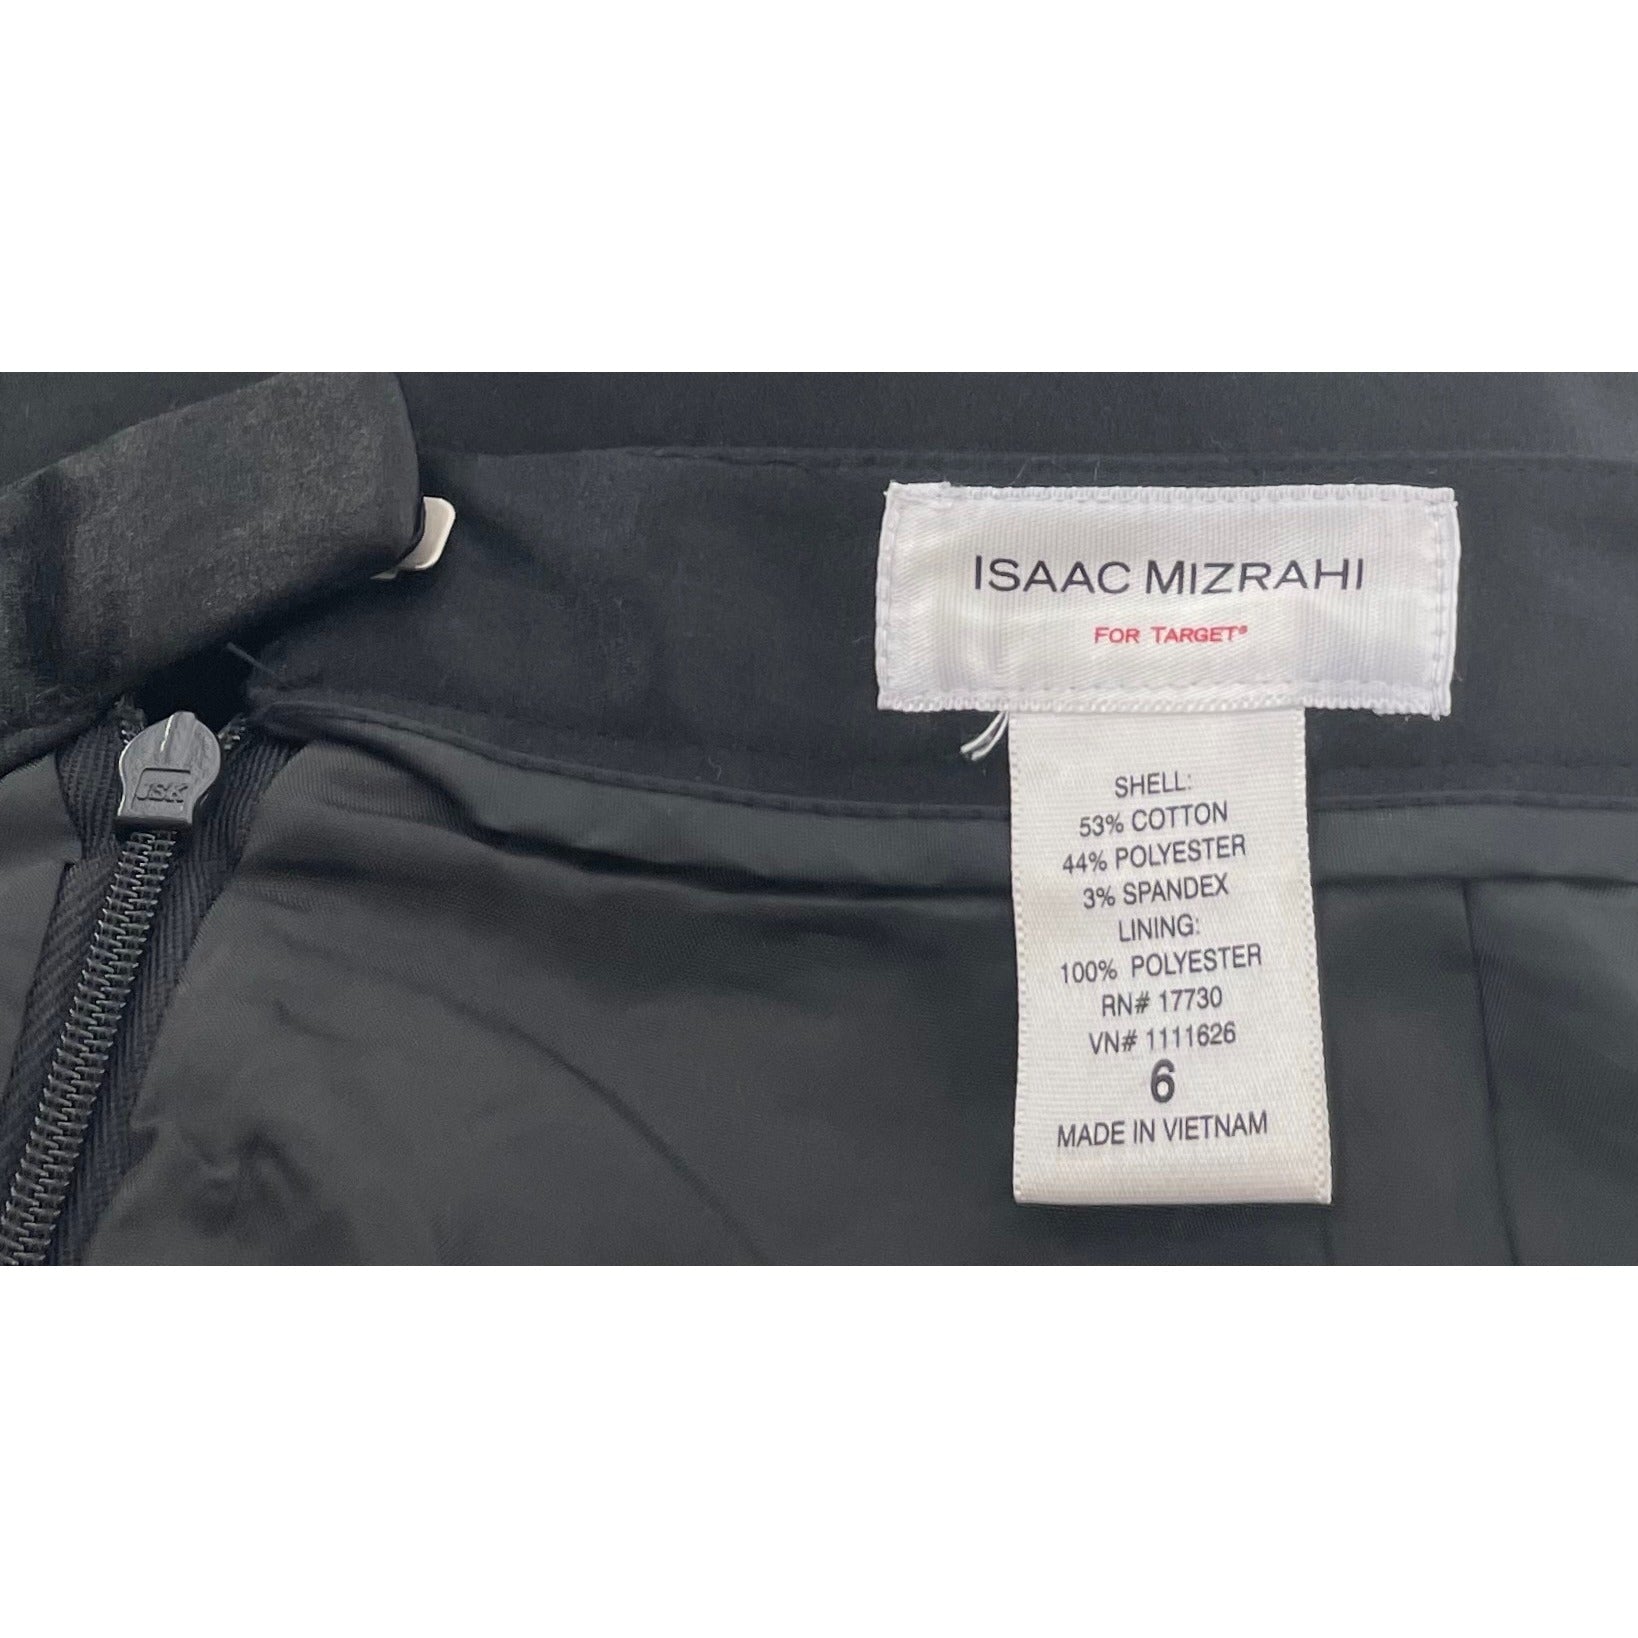 ISAAC MIZRAHI
FOR TARGET®
SHELL:
53% COTTON
44% POLYESTER
3% SPANDEX
LINING:
100% POLYESTER
RN# 17730
VN# 1111626
6
MADE IN VIETNAM